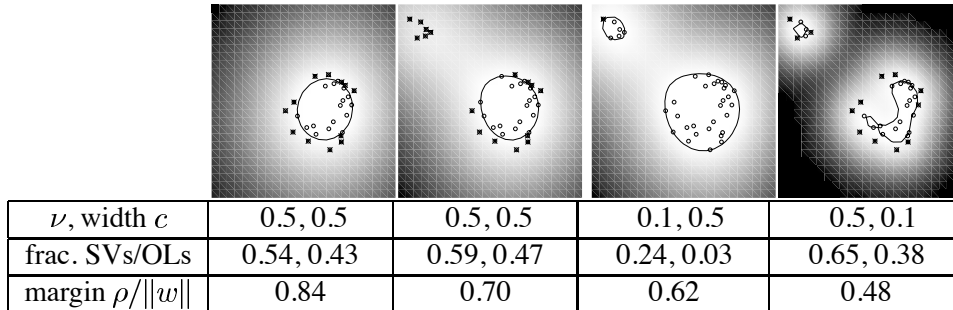 ν, width c 0.5, 0.5 0.5, 0.5 0.1, 0.5 0.5, 0.1
frac. SVs/OLs 0.54, 0.43 0.59, 0.47 0.24, 0.03 0.65, 0.38
margin ρ/‖w‖ 0.84 0.70 0.62 0.48